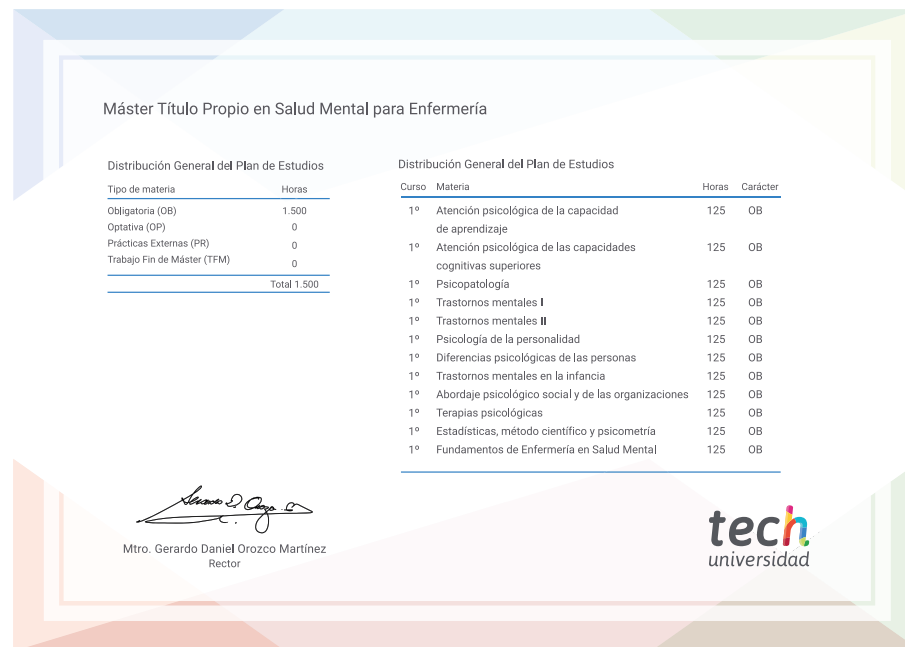 Máster Título Propio en Salud Mental para Enfermería
Distribución General del Plan de Estudios
Tipo de materia Horas
Obligatoria (OB) 1.500
Optativa (OP) 0
Prácticas Externas (PR) 0
Trabajo Fin de Máster (TFM) 0
Total 1.500
Distribución General del Plan de Estudios
Curso Materia Horas Carácter
1º Atención psicológica de la capacidad 125 OB
de aprendizaje
1º Atención psicológica de las capacidades 125 OB
cognitivas superiores
1º Psicopatología 125 OB
1º Trastornos mentales I 125 OB
1º Trastornos mentales II 125 OB
1º Psicología de la personalidad 125 OB
1º Diferencias psicológicas de las personas 125 OB
1º Trastornos mentales en la infancia 125 OB
1º Abordaje psicológico social y de las organizaciones 125 OB
1º Terapias psicológicas 125 OB
1º Estadísticas, método científico y psicometría 125 OB
1º Fundamentos de Enfermería en Salud Mental 125 OB
Mtro. Gerardo Daniel Orozco Martínez
Rector
tech
universidad